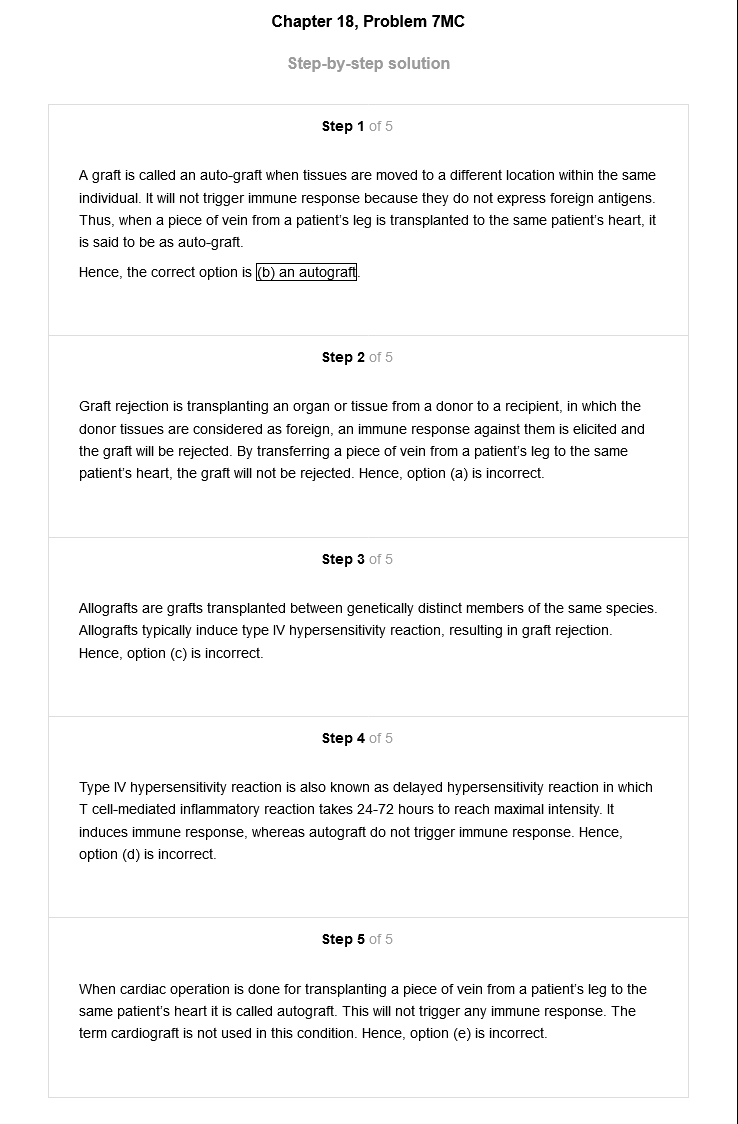 Chapter 18, Problem 7MC
Step-by-step solution
Step 1 of 5
A graft is called an auto-graft when tissues are moved to a different location within the same
individual. It will not trigger immune response because they do not express foreign antigens.
Thus, when a piece of vein from a patient's leg is transplanted to the same patient's heart, it
is said to be as auto-graft.
Hence, the correct option is (b) an autograft.
Step 2 of 5
Graft rejection is transplanting an organ or tissue from a donor to a recipient, in which the
donor tissues are considered as foreign, an immune response against them is elicited and
the graft will be rejected. By transferring a piece of vein from a patient's leg to the same
patient's heart, the graft will not be rejected. Hence, option (a) is incorrect.
Step 3 of 5
Allografts are grafts transplanted between genetically distinct members of the same species.
Allografts typically induce type IV hypersensitivity reaction, resulting in graft rejection.
Hence, option (c) is incorrect.
Step 4 of 5
Type IV hypersensitivity reaction is also known as delayed hypersensitivity reaction in which
T cell-mediated inflammatory reaction takes 24-72 hours to reach maximal intensity. It
induces immune response, whereas autograft do not trigger immune response. Hence,
option (d) is incorrect.
Step 5 of 5
When cardiac operation is done for transplanting a piece of vein from a patient's leg to the
same patient's heart it is called autograft. This will not trigger any immune response. The
term cardiograft is not used in this condition. Hence, option (e) is incorrect.